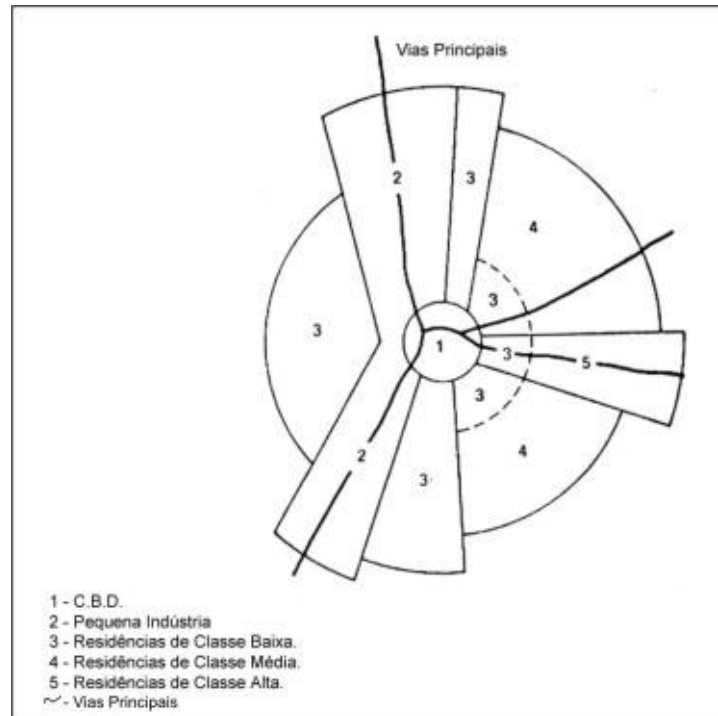 Vias Principais
2
3
4
3
3
1
3
5
3
2
3
4
1 - C.B.D.
2 - Pequena Indústria
3 - Residências de Classe Baixa.
4 - Residências de Classe Média.
5 - Residências de Classe Alta.
~ - Vias Principais